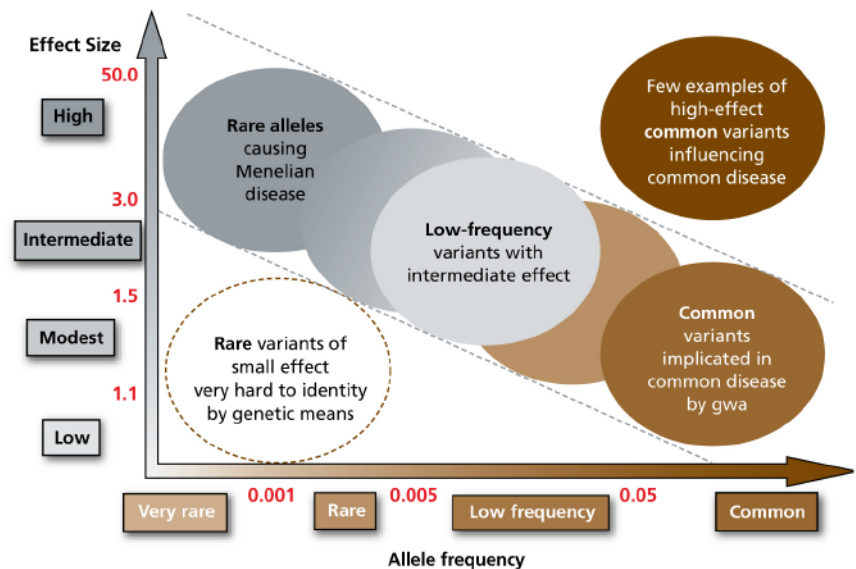 Effect Size
50.0
High
3.0
Intermediate
1.5
Modest
1.1
Low
Rare alleles
causing
Menelian
disease
Few examples of
high-effect
common variants
influencing
common disease
Low-frequency
variants with
intermediate effect
Rare variants of
small effect
very hard to identity
by genetic means
Common
variants
implicated in
common disease
by gwa
Very rare
0.001
Rare
0.005
Low frequency
0.05
Common
Allele frequency